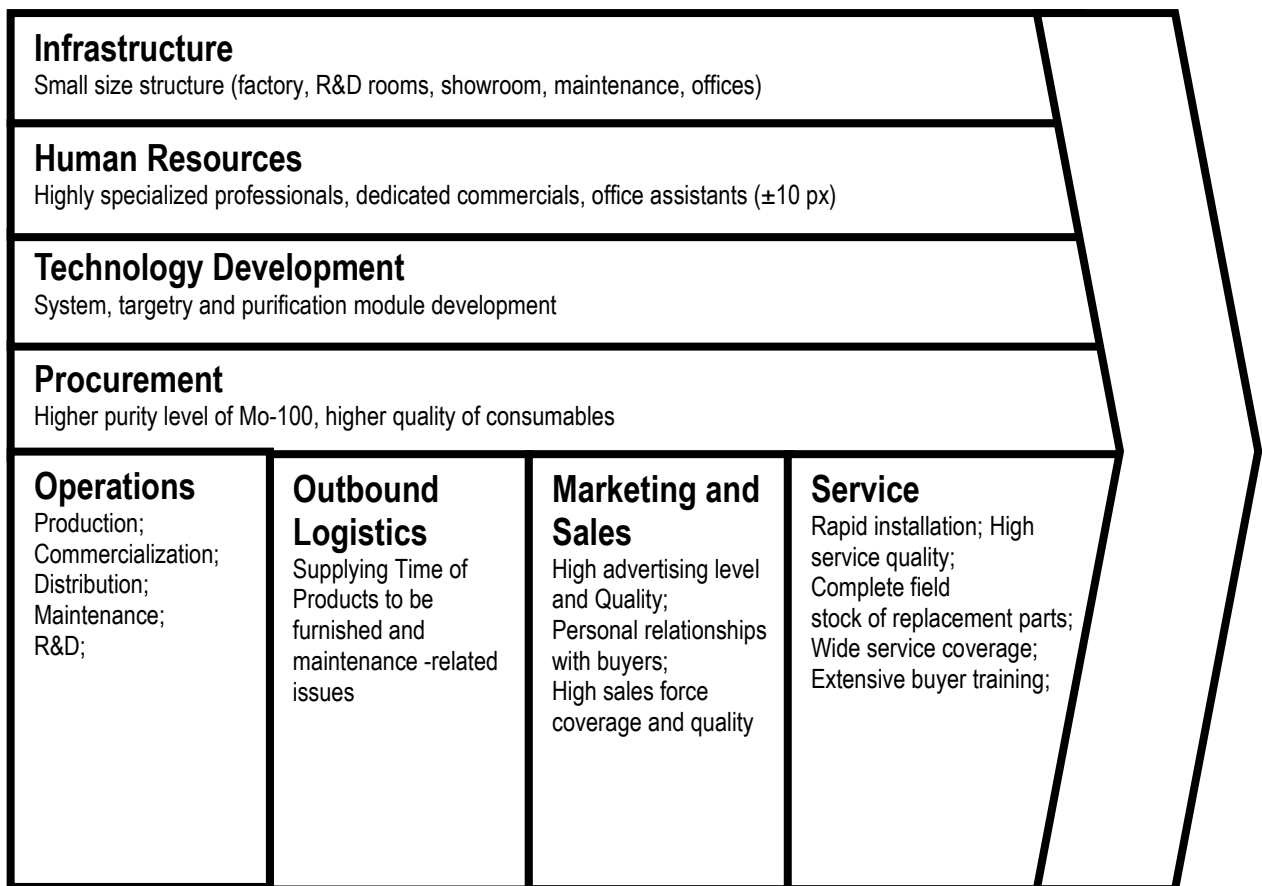 Infrastructure
Small size structure (factory, R&D rooms, showroom, maintenance, offices)
Human Resources
Highly specialized professionals, dedicated commercials, office assistants (±10 px)
Technology Development
System, targetry and purification module development
Procurement
Higher purity level of Mo-100, higher quality of consumables
Operations
Production;
Commercialization;
Distribution;
Maintenance;
R&D;
Outbound
Logistics
Supplying Time of
Products to be
furnished and
maintenance -related
issues
Marketing and
Sales
High advertising level
and Quality;
Personal relationships
with buyers;
High sales force
coverage and quality
Service
Rapid installation; High
service quality;
Complete field
stock of replacement parts;
Wide service coverage;
Extensive buyer training;